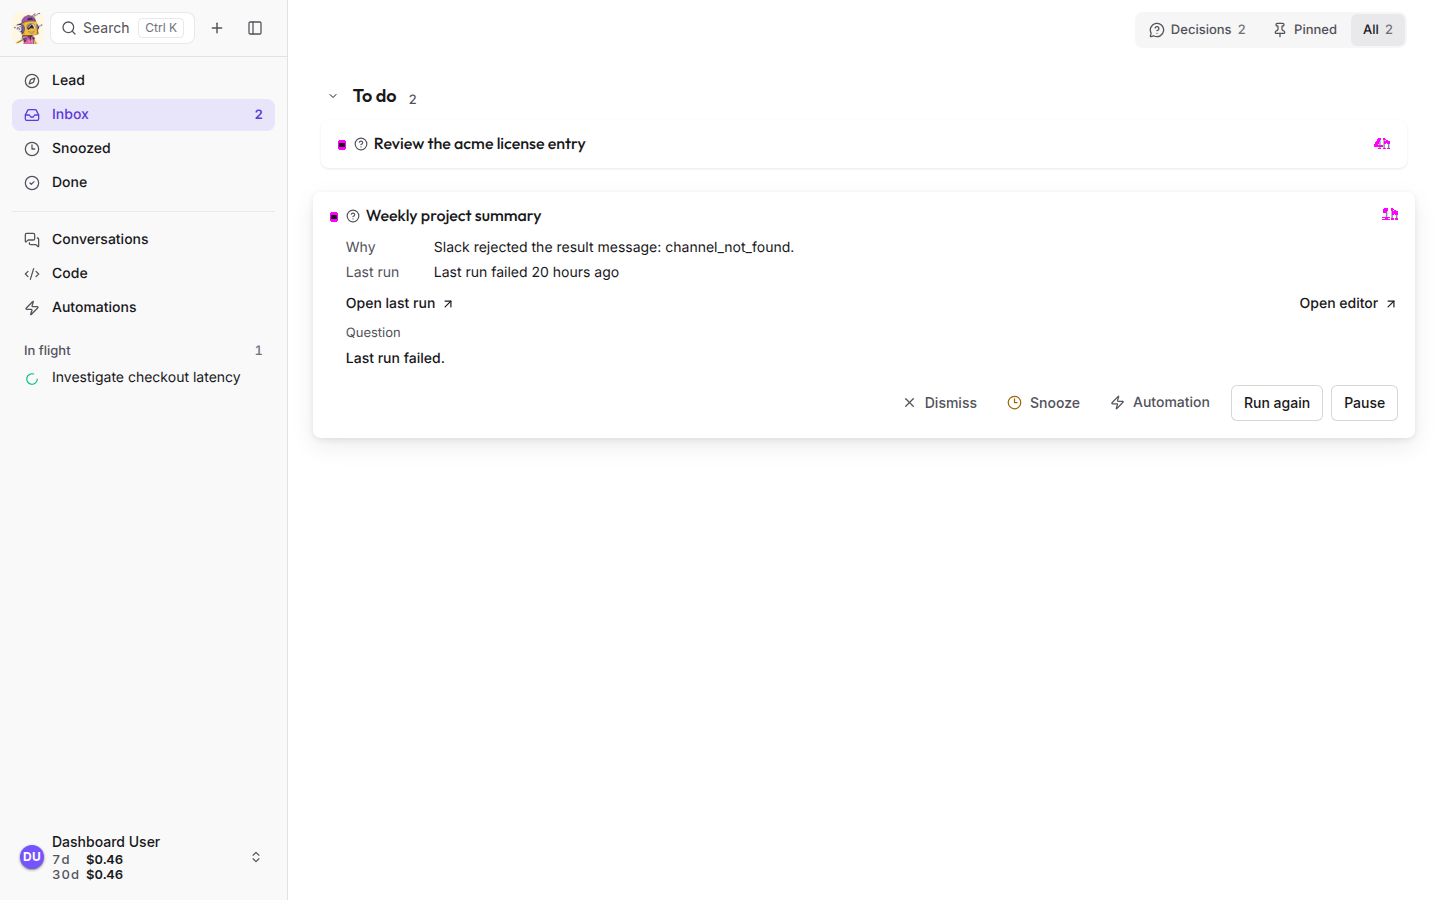 Search Ctrl K
Lead
Inbox 2
Snoozed
Done
Conversations
Code
Automations
In flight 1
Investigate checkout latency
Dashboard User
DU
7d $0.46
30d $0.46
Decisions 2 Pinned All 2
To do 2
Review the acme license entry 4h
Weekly project summary 1h
Why Slack rejected the result message: channel_not_found.
Last run Last run failed 20 hours ago
Open last run Open editor
Question
Last run failed.
Dismiss Snooze Automation Run again Pause